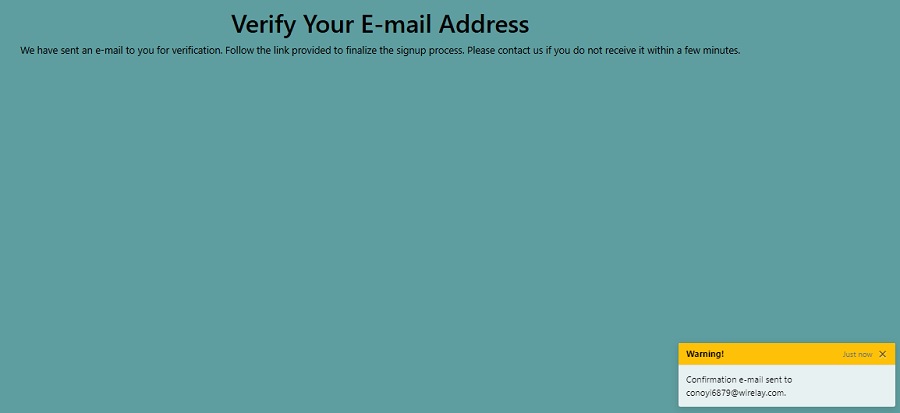 Verify Your E-mail Address
We have sent an e-mail to you for verification. Follow the link provided to finalize the signup process. Please contact us if you do not receive it within a few minutes.
Warning! Just now ×
Confirmation e-mail sent to
conoyi6879@wirelay.com.